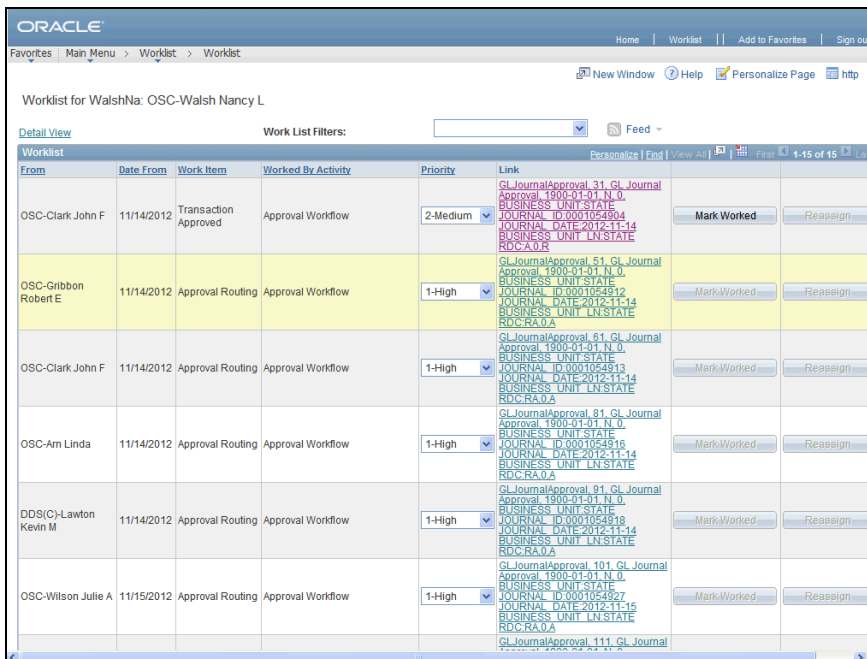 ORACLE
Home | Worklist || Add to Favorites | Sign ou
Favorites Main Menu > Worklist > Worklist
New Window Help Personalize Page http
Worklist for WalshNa: OSC-Walsh Nancy L
Detail View Work List Filters: Feed
Worklist Personalize | Find | View All | First 1-15 of 15 La
From Date From Work Item Worked By Activity Priority Link
OSC-Clark John F 11/14/2012 Transaction Approved Approval Workflow 2-Medium
GLJournalApproval, 31, GL Journal
Approval, 1900-01-01, N, 0,
BUSINESS_UNIT:STATE
JOURNAL_ID:0001054904
JOURNAL_DATE:2012-11-14
BUSINESS_UNIT_LN:STATE
RDC:A,0,R
Mark Worked Reassign
OSC-Gribbon Robert E 11/14/2012 Approval Routing Approval Workflow 1-High
GLJournalApproval, 51, GL Journal
Approval, 1900-01-01, N, 0,
BUSINESS_UNIT:STATE
JOURNAL_ID:0001054912
JOURNAL_DATE:2012-11-14
BUSINESS_UNIT_LN:STATE
RDC:RA,0,A
Mark Worked Reassign
OSC-Clark John F 11/14/2012 Approval Routing Approval Workflow 1-High
GLJournalApproval, 61, GL Journal
Approval, 1900-01-01, N, 0,
BUSINESS_UNIT:STATE
JOURNAL_ID:0001054913
JOURNAL_DATE:2012-11-14
BUSINESS_UNIT_LN:STATE
RDC:RA,0,A
Mark Worked Reassign
OSC-Arn Linda 11/14/2012 Approval Routing Approval Workflow 1-High
GLJournalApproval, 81, GL Journal
Approval, 1900-01-01, N, 0,
BUSINESS_UNIT:STATE
JOURNAL_ID:0001054916
JOURNAL_DATE:2012-11-14
BUSINESS_UNIT_LN:STATE
RDC:RA,0,A
Mark Worked Reassign
DDS(C)-Lawton Kevin M 11/14/2012 Approval Routing Approval Workflow 1-High
GLJournalApproval, 91, GL Journal
Approval, 1900-01-01, N, 0,
BUSINESS_UNIT:STATE
JOURNAL_ID:0001054918
JOURNAL_DATE:2012-11-14
BUSINESS_UNIT_LN:STATE
RDC:RA,0,A
Mark Worked Reassign
OSC-Wilson Julie A 11/15/2012 Approval Routing Approval Workflow 1-High
GLJournalApproval, 101, GL Journal
Approval, 1900-01-01, N, 0,
BUSINESS_UNIT:STATE
JOURNAL_ID:0001054927
JOURNAL_DATE:2012-11-15
BUSINESS_UNIT_LN:STATE
RDC:RA,0,A
Mark Worked Reassign
GLJournalApproval, 111, GL Journal